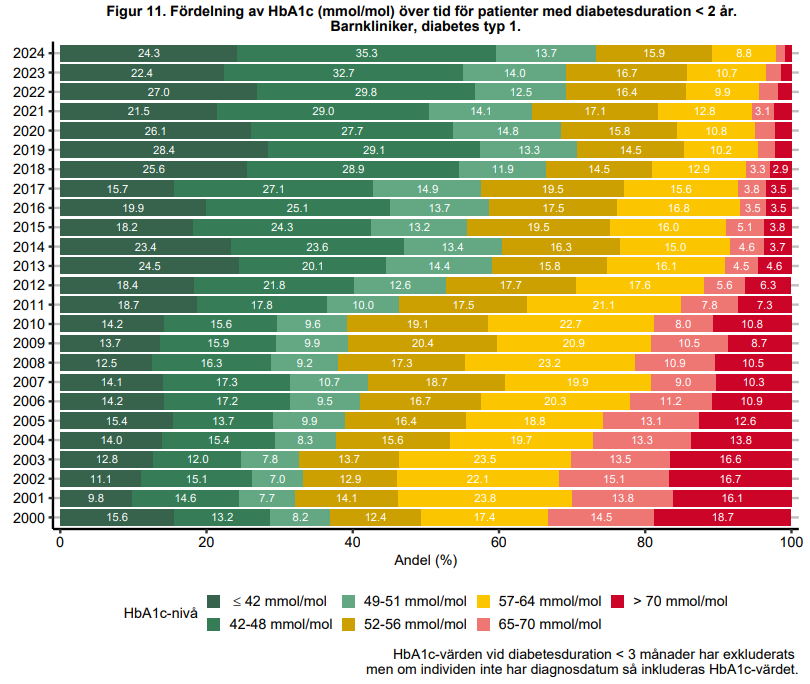 Figur 11. Fördelning av HbA1c (mmol/mol) över tid för patienter med diabetesduration < 2 år.
Barnkliniker, diabetes typ 1.
2024 24.3 35.3 13.7 15.9 8.8
2023 22.4 32.7 14.0 16.7 10.7
2022 27.0 29.8 12.5 16.4 9.9
2021 21.5 29.0 14.1 17.1 12.8 3.1
2020 26.1 27.7 14.8 15.8 10.8
2019 28.4 29.1 13.3 14.5 10.2
2018 25.6 28.9 11.9 14.5 12.9 3.3 2.9
2017 15.7 27.1 14.9 19.5 15.6 3.8 3.5
2016 19.9 25.1 13.7 17.5 16.8 3.5 3.5
2015 18.2 24.3 13.2 19.5 16.0 5.1 3.8
2014 23.4 23.6 13.4 16.3 15.0 4.6 3.7
2013 24.5 20.1 14.4 15.8 16.1 4.5 4.6
2012 18.4 21.8 12.6 17.7 17.6 5.6 6.3
2011 18.7 17.8 10.0 17.5 21.1 7.8 7.3
2010 14.2 15.6 9.6 19.1 22.7 8.0 10.8
2009 13.7 15.9 9.9 20.4 20.9 10.5 8.7
2008 12.5 16.3 9.2 17.3 23.2 10.9 10.5
2007 14.1 17.3 10.7 18.7 19.9 9.0 10.3
2006 14.2 17.2 9.5 16.7 20.3 11.2 10.9
2005 15.4 13.7 9.9 16.4 18.8 13.1 12.6
2004 14.0 15.4 8.3 15.6 19.7 13.3 13.8
2003 12.8 12.0 7.8 13.7 23.5 13.5 16.6
2002 11.1 15.1 7.0 12.9 22.1 15.1 16.7
2001 9.8 14.6 7.7 14.1 23.8 13.8 16.1
2000 15.6 13.2 8.2 12.4 17.4 14.5 18.7
0 20 40 60 80 100
Andel (%)
HbA1c-nivå
≤ 42 mmol/mol 49-51 mmol/mol 57-64 mmol/mol > 70 mmol/mol
42-48 mmol/mol 52-56 mmol/mol 65-70 mmol/mol
HbA1c-värden vid diabetesduration < 3 månader har exkluderats
men om individen inte har diagnosdatum så inkluderas HbA1c-värdet.